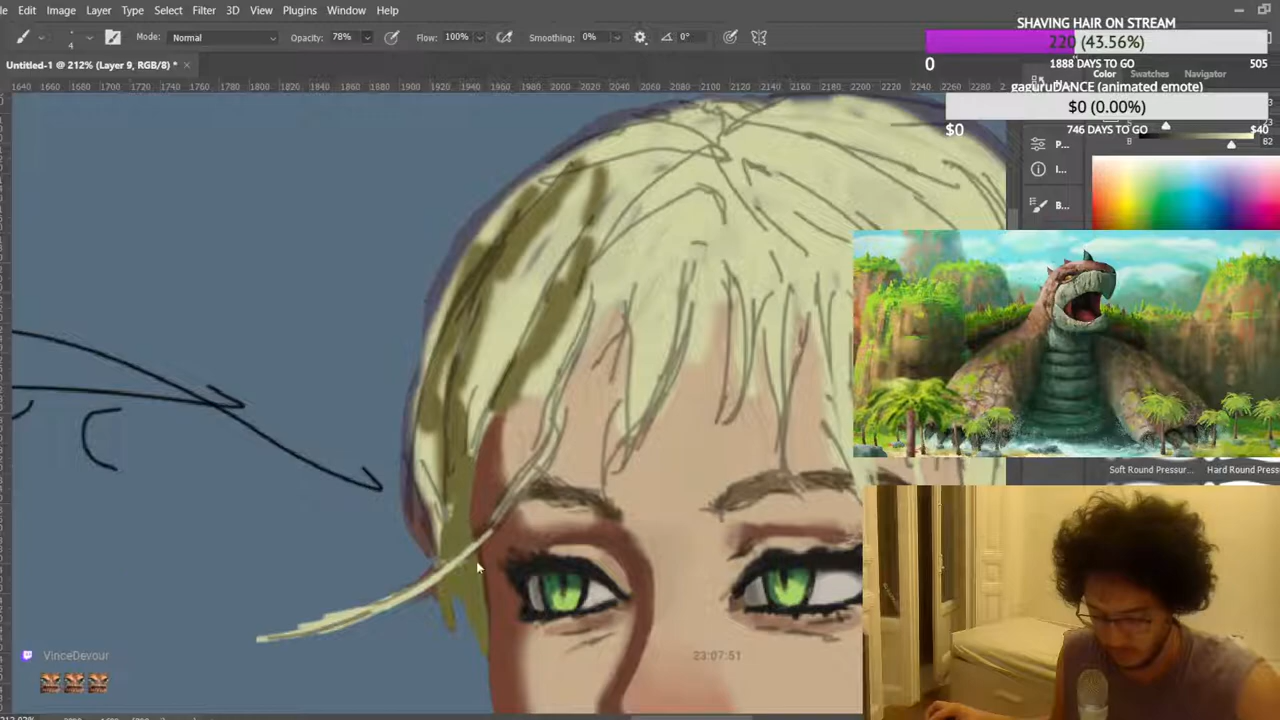 Edit Image Layer Type Select Filter 3D View Plugins Window Help
4 Mode: Normal Opacity: 78% Flow: 100% Smoothing: 0% 0°
Untitled-1 @ 212% (Layer 9, RGB/8) * ×
1640 1660 1680 1700 1720 1740 1760 1780 1800 1820 1840 1860 1880 1900 1920 1940 1960 1980 2000 2020 2040 2060 2080 2100 2120 2140 2160 2180 2200 2220 2240 2260 2280
SHAVING HAIR ON STREAM
220 (43.56%)
0 1888 DAYS TO GO 505
Color Swatches Navigator
gaguruDANCE (animated emote)
$0 (0.00%)
$0 746 DAYS TO GO $40
B
P...
I...
B...
Soft Round Pressur... Hard Round Pressur
VinceDevour
23:07:51